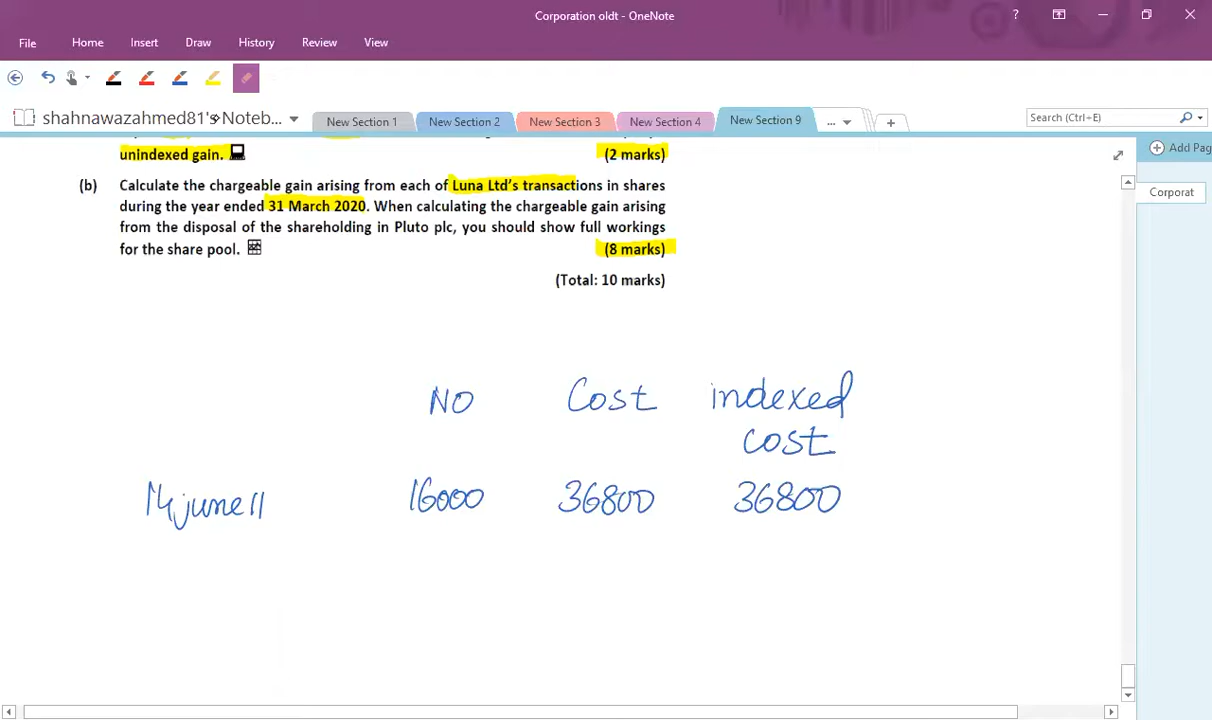 Corporation oldt - OneNote
?
File Home Insert Draw History Review View
shahnawazahmed81's Noteb... New Section 1 New Section 2 New Section 3 New Section 4 New Section 9 ... Search (Ctrl+E)
unindexed gain. (2 marks)
Add Pag
(b) Calculate the chargeable gain arising from each of Luna Ltd's transactions in shares
Corporat
during the year ended 31 March 2020. When calculating the chargeable gain arising
from the disposal of the shareholding in Pluto plc, you should show full workings
for the share pool. (8 marks)
(Total: 10 marks)
NO Cost indexed
cost
14 june 11 16000 36800 36800